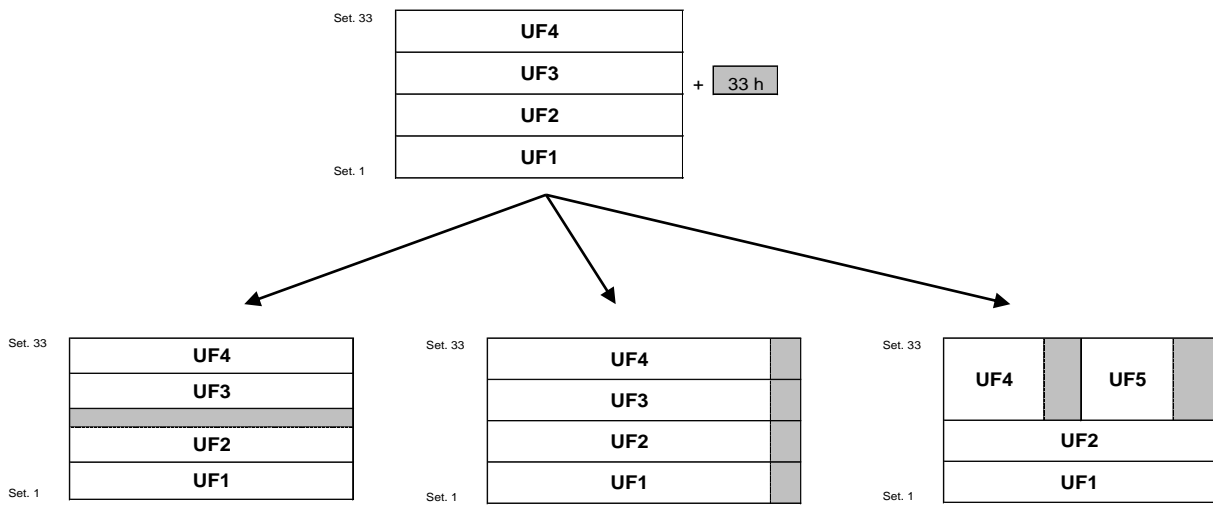 Set. 33
UF4
UF3
+ 33 h
UF2
UF1
Set. 1
Set. 33
UF4
UF3
UF2
UF1
Set. 1
Set. 33
UF4
UF3
UF2
UF1
Set. 1
Set. 33
UF4 UF5
UF2
UF1
Set. 1